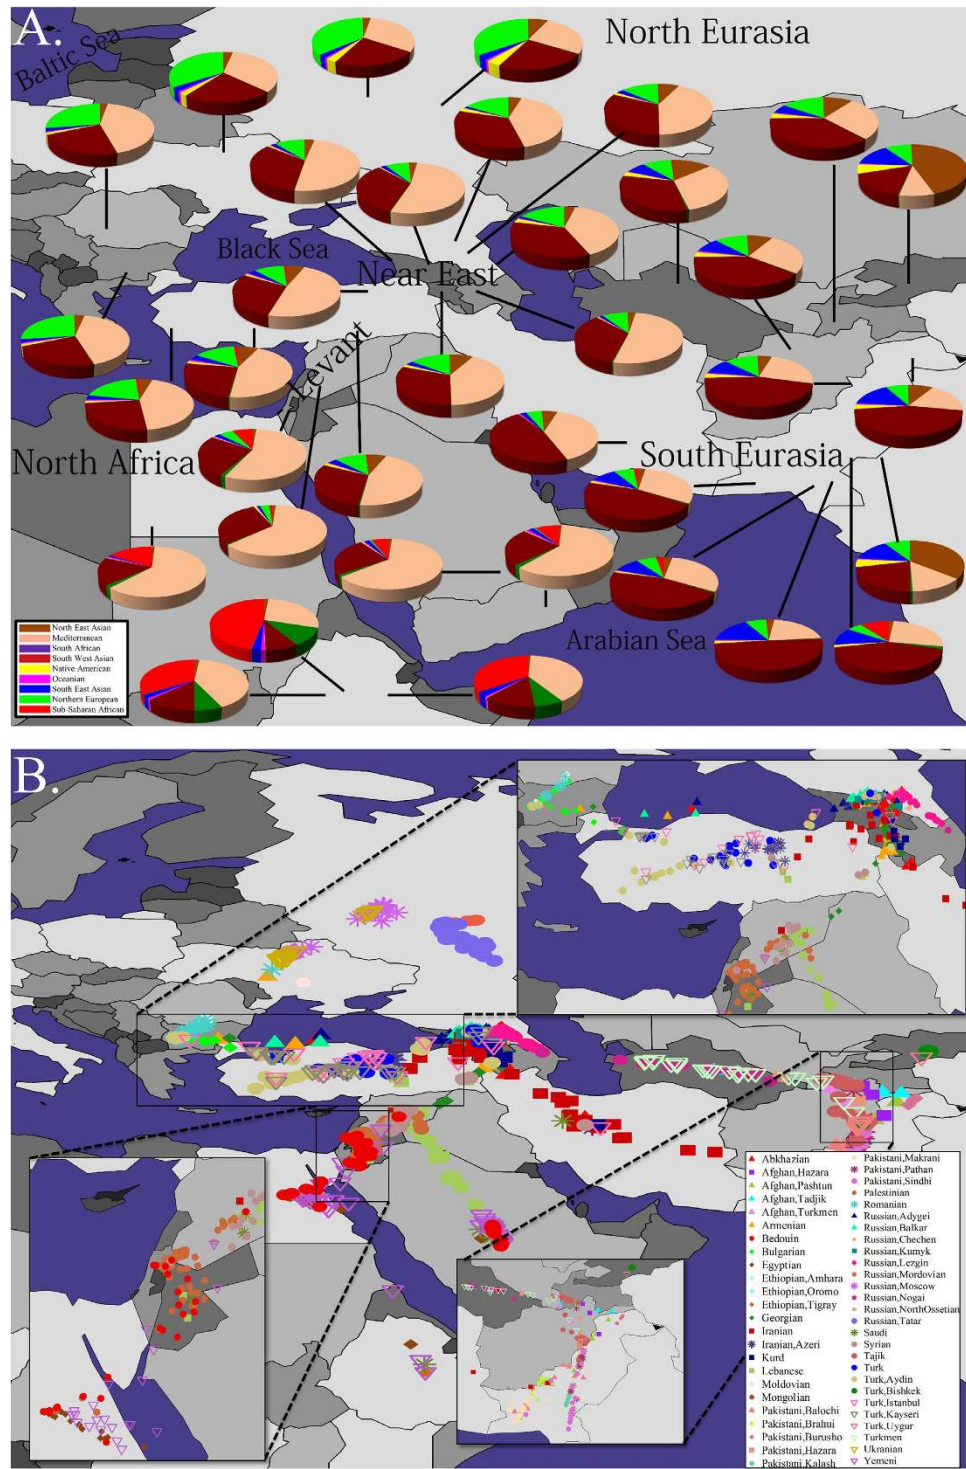 A.
Baltic Sea
North Eurasia
Black Sea
Near East
Levant
North Africa
South Eurasia
Arabian Sea
North East Asian
Mediterranean
South African
South West Asian
Native American
Oceanian
South East Asian
Northern European
Sub-Saharan African
B.
Abkhazian
Afghan,Hazara
Afghan,Pashtun
Afghan,Tadjik
Afghan,Turkmen
Armenian
Bedouin
Bulgarian
Egyptian
Ethiopian,Amhara
Ethiopian,Oromo
Ethiopian,Tigray
Georgian
Iranian
Iranian,Azeri
Kurd
Lebanese
Moldovian
Mongolian
Pakistani,Balochi
Pakistani,Brahui
Pakistani,Burusho
Pakistani,Hazara
Pakistani,Kalash
Pakistani,Makrani
Pakistani,Pathan
Pakistani,Sindhi
Palestinian
Romanian
Russian,Adygei
Russian,Balkar
Russian,Chechen
Russian,Kumyk
Russian,Lezgin
Russian,Mordovian
Russian,Moscow
Russian,Nogai
Russian,NorthOssetian
Russian,Tatar
Saudi
Syrian
Tajik
Turk
Turk,Aydin
Turk,Bishkek
Turk,Istanbul
Turk,Kayseri
Turk,Uygur
Turkmen
Ukranian
Yemeni